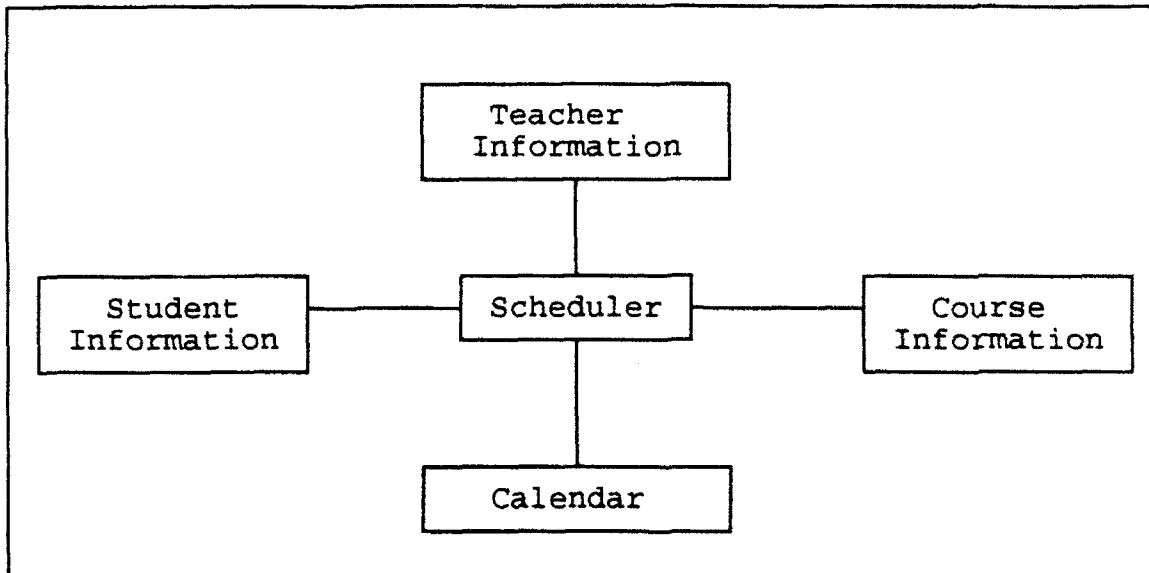 Teacher
Information
Student
Information
Scheduler
Course
Information
Calendar